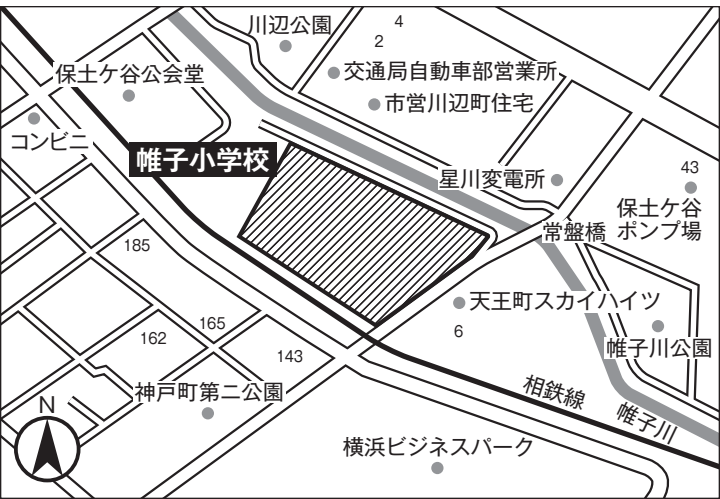 川辺公園
4
2
保土ケ谷公会堂
交通局自動車部営業所
市営川辺町住宅
コンビニ
帷子小学校
星川変電所
43
保土ケ谷
ポンプ場
常盤橋
185
天王町スカイハイツ
165
6
162
143
帷子川公園
神戸町第二公園
相鉄線
帷子川
N
横浜ビジネスパーク